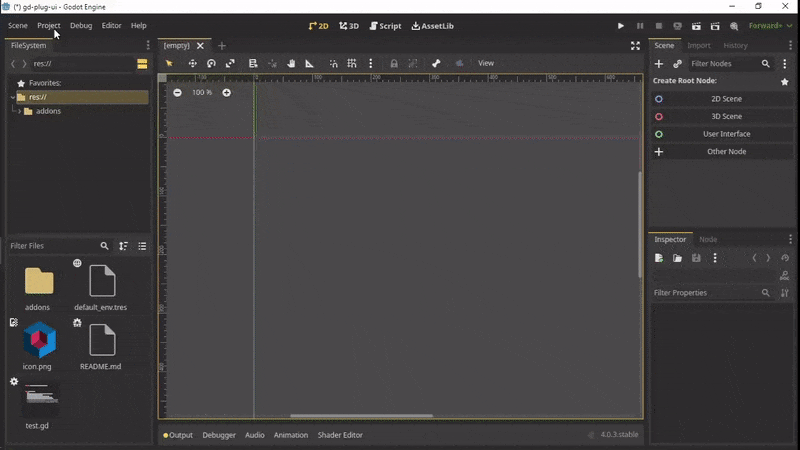 (*) gd-plug-ui - Godot Engine
Scene Project Debug Editor Help
2D 3D Script AssetLib
Forward+
FileSystem
[empty]
Scene Import History
res://
Filter Nodes
View
Favorites:
Create Root Node:
res://
100 %
2D Scene
addons
3D Scene
User Interface
Other Node
Filter Files
Inspector Node
addons default_env.tres
Filter Properties
icon.png README.md
test.gd
Output Debugger Audio Animation Shader Editor
4.0.3.stable